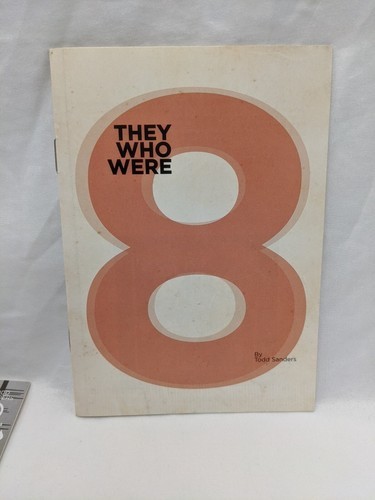 THEY
WHO
WERE
8
By
Todd Sanders